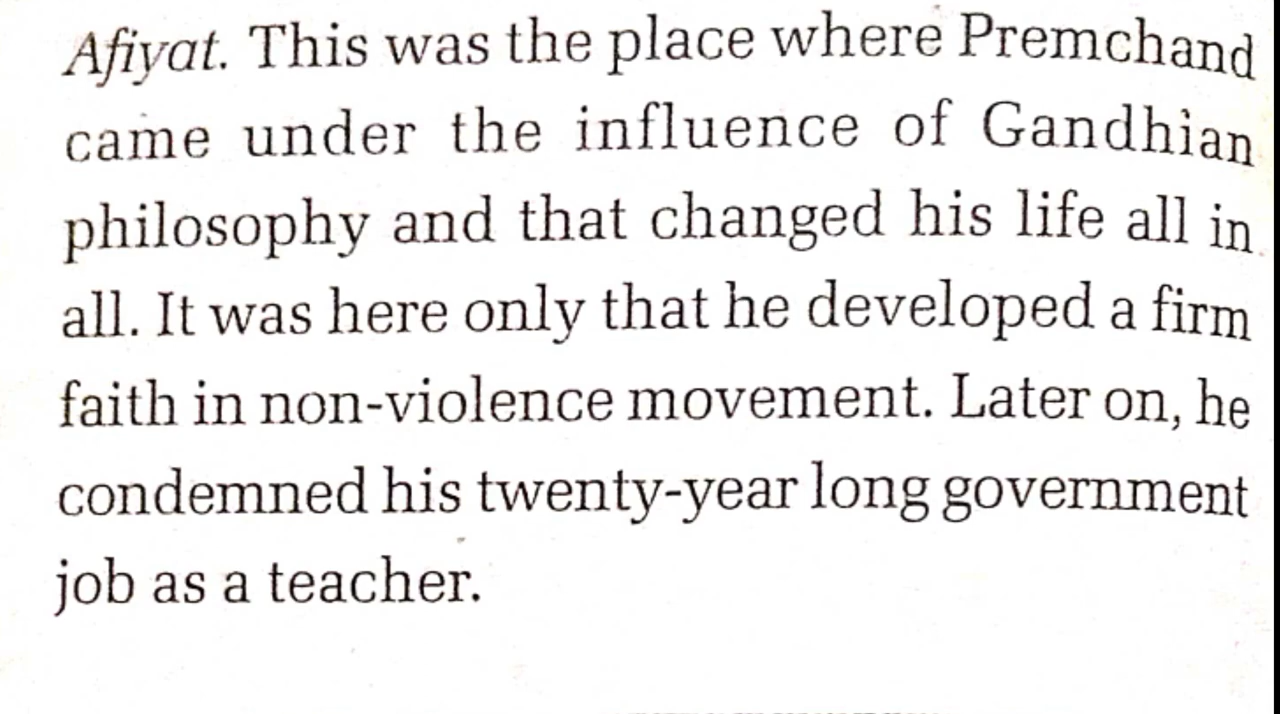 Afiyat. This was the place where Premchand
came under the influence of Gandhian
philosophy and that changed his life all in
all. It was here only that he developed a firm
faith in non-violence movement. Later on, he
condemned his twenty-year long government
job as a teacher.